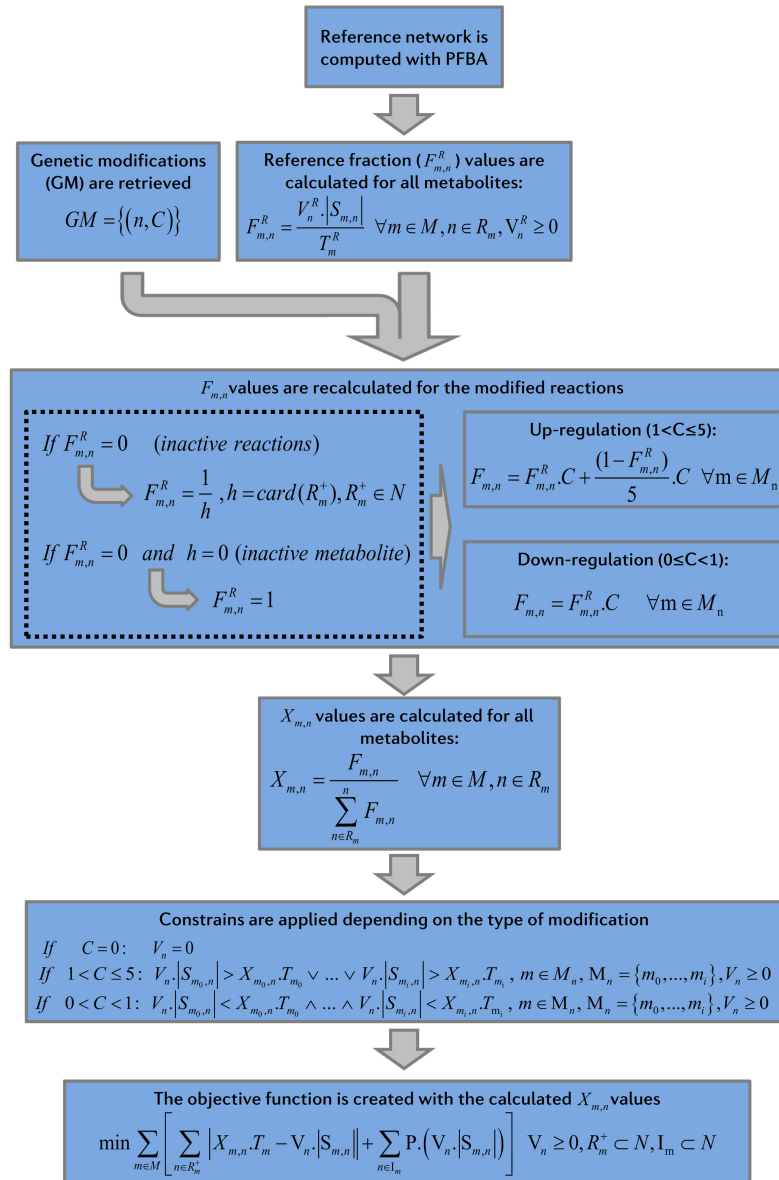 Reference network is
computed with PFBA
Genetic modifications
(GM) are retrieved
GM = {(n, C)}
Reference fraction (F^R_{m,n}) values are
calculated for all metabolites:
F^R_{m,n} = \frac{V^R_n.|S_{m,n}|}{T^R_m} ∀m ∈ M, n ∈ R_m, V^R_n ≥ 0
F_{m,n} values are recalculated for the modified reactions
If F^R_{m,n} = 0 (inactive reactions)
F^R_{m,n} = \frac{1}{h}, h = card(R^+_m), R^+_m ∈ N
If F^R_{m,n} = 0 and h = 0 (inactive metabolite)
F^R_{m,n} = 1
Up-regulation (1<C≤5):
F_{m,n} = F^R_{m,n}.C + \frac{(1 − F^R_{m,n})}{5}.C ∀m ∈ M_n
Down-regulation (0≤C<1):
F_{m,n} = F^R_{m,n}.C ∀m ∈ M_n
X_{m,n} values are calculated for all
metabolites:
X_{m,n} = \frac{F_{m,n}}{\sum_{n∈R_m}^{n} F_{m,n}} ∀m ∈ M, n ∈ R_m
Constrains are applied depending on the type of modification
If C = 0: V_n = 0
If 1 < C ≤ 5: V_n.|S_{m_0,n}| > X_{m_0,n}.T_{m_0} ∨ ... ∨ V_n.|S_{m_i,n}| > X_{m_i,n}.T_{m_i}, m ∈ M_n, M_n = {m_0,...,m_i}, V_n ≥ 0
If 0 < C < 1: V_n.|S_{m_0,n}| < X_{m_0,n}.T_{m_0} ∧ ... ∧ V_n.|S_{m_i,n}| < X_{m_i,n}.T_{m_i}, m ∈ M_n, M_n = {m_0,...,m_i}, V_n ≥ 0
The objective function is created with the calculated X_{m,n} values
min \sum_{m∈M} [ \sum_{n∈R^+_m} |X_{m,n}.T_m − V_n.|S_{m,n}|| + \sum_{n∈I_m} P.(V_n.|S_{m,n}|) ] V_n ≥ 0, R^+_m ⊂ N, I_m ⊂ N